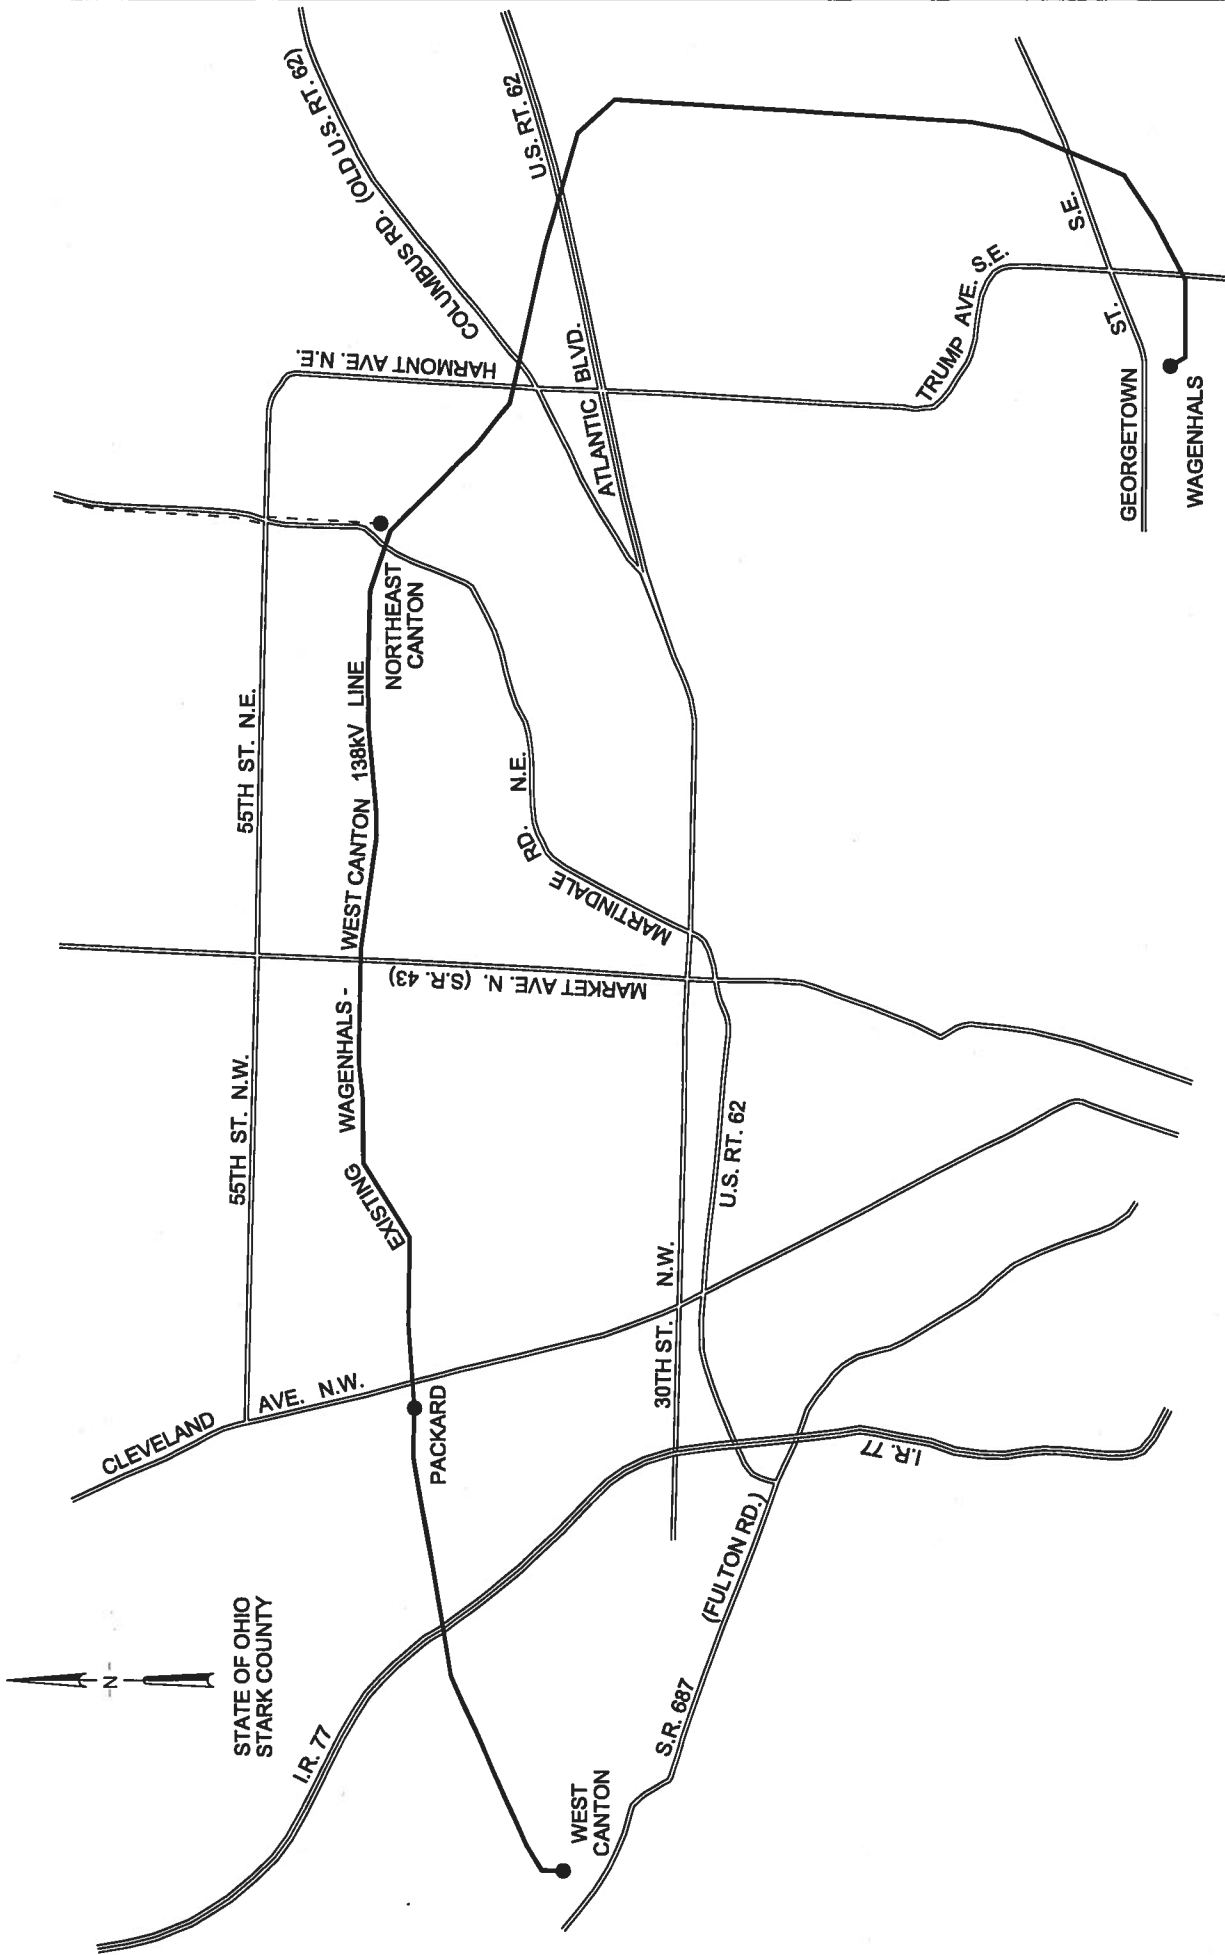 N
STATE OF OHIO
STARK COUNTY
I.R. 77
CLEVELAND AVE. N.W.
55TH ST. N.W.
55TH ST. N.E.
HARMONT AVE. N.E.
COLUMBUS RD. (OLD U.S. RT. 62)
U.S. RT. 62
ATLANTIC BLVD.
EXISTING WAGENHALS - WEST CANTON 138kV LINE
PACKARD
NORTHEAST
CANTON
MARKET AVE. N. (S.R. 43)
MARTINDALE RD. N.E.
WEST
CANTON
S.R. 687
(FULTON RD.)
30TH ST. N.W.
U.S. RT. 62
I.R. 77
TRUMP AVE. S.E.
GEORGETOWN ST. S.E.
WAGENHALS